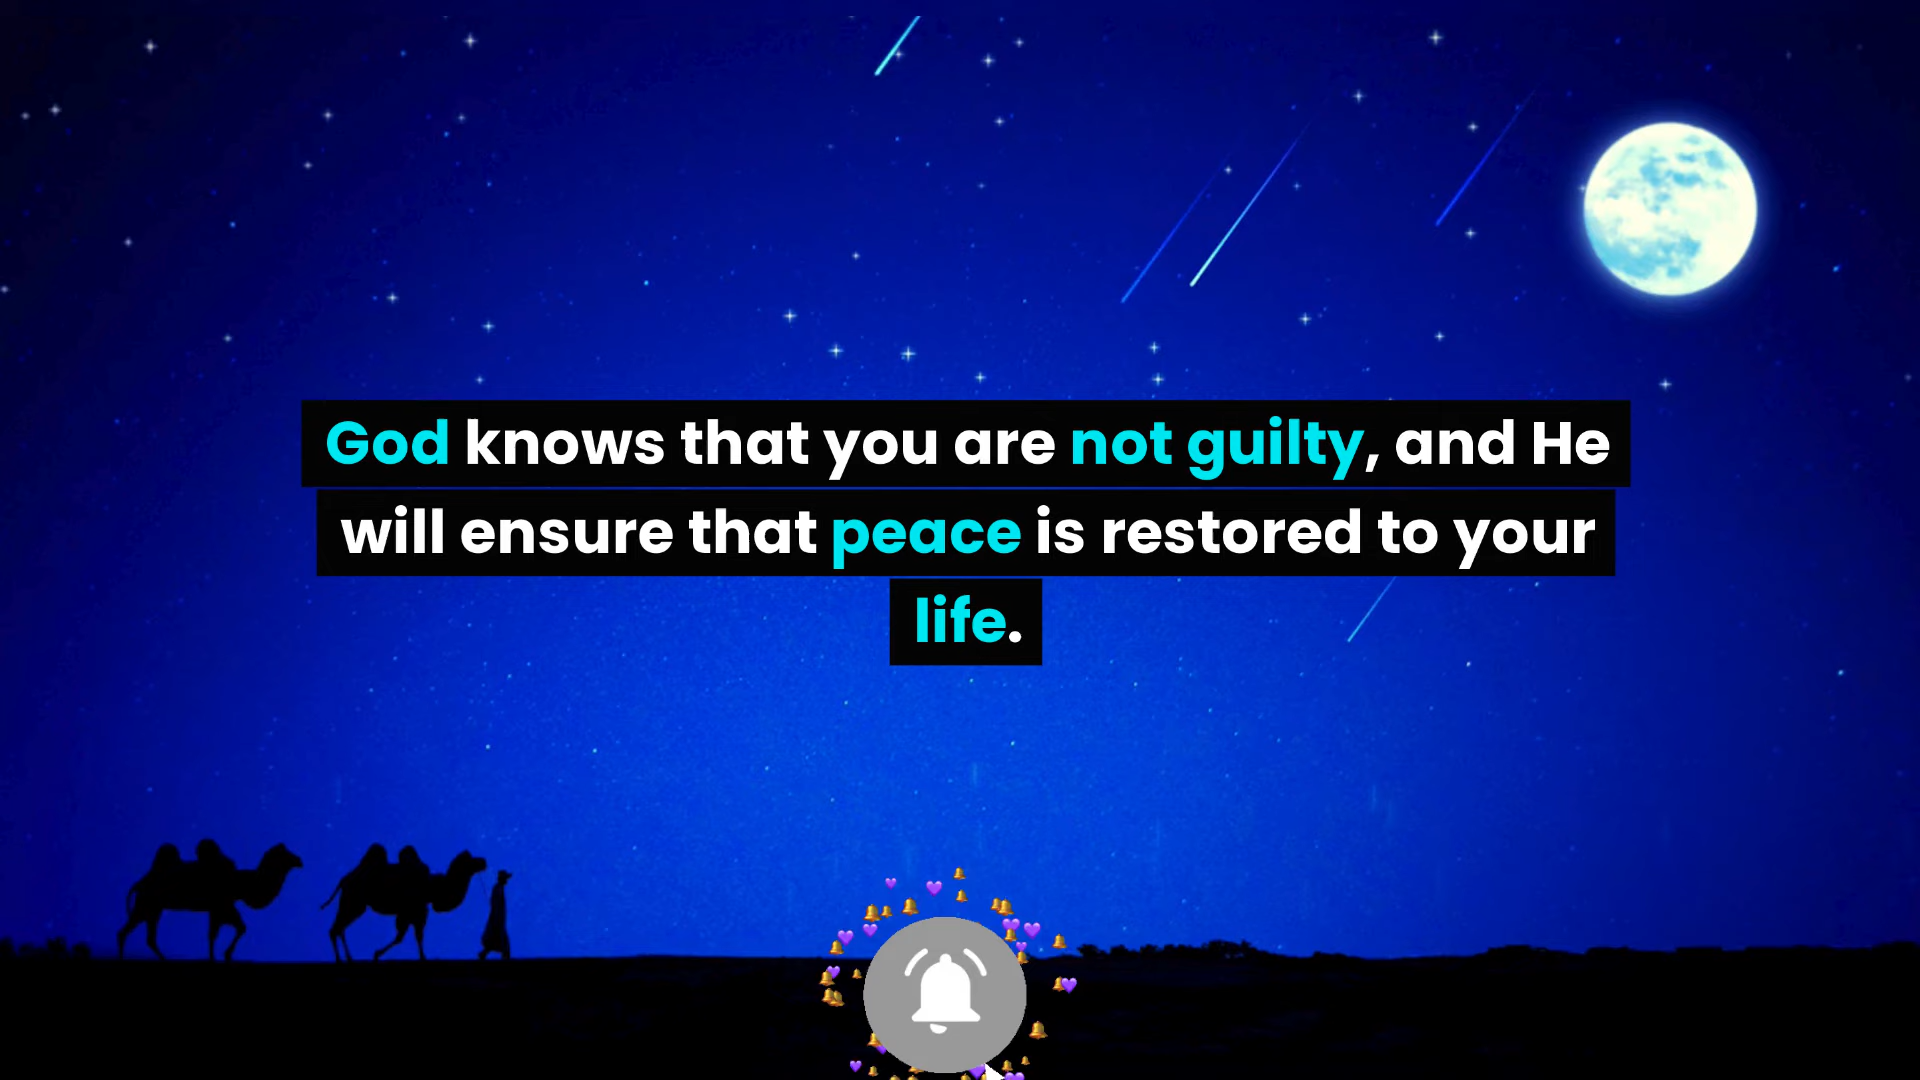 God knows that you are not guilty, and He
will ensure that peace is restored to your
life.